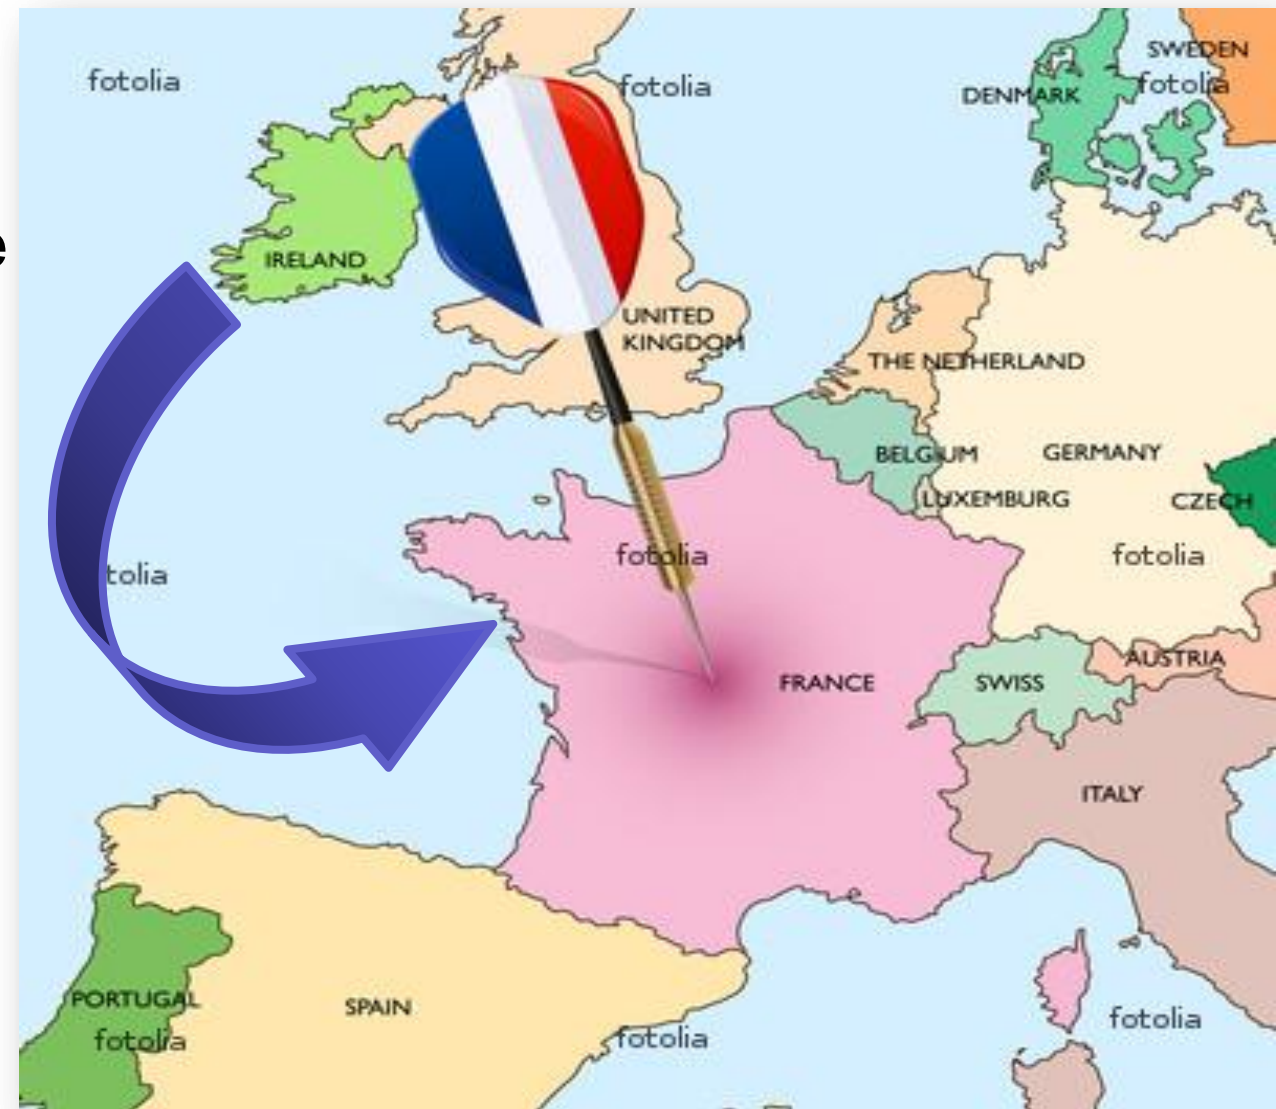 SWEDEN
fotolia
fotolia
fotolia
DENMARK
e
IRELAND
UNITED
KINGDOM
THE NETHERLAND
BELGIUM
GERMANY
LUXEMBURG
CZECH
fotolia
fotolia
tolia
AUSTRIA
FRANCE
SWISS
ITALY
PORTUGAL
SPAIN
fotolia
fotolia
fotolia